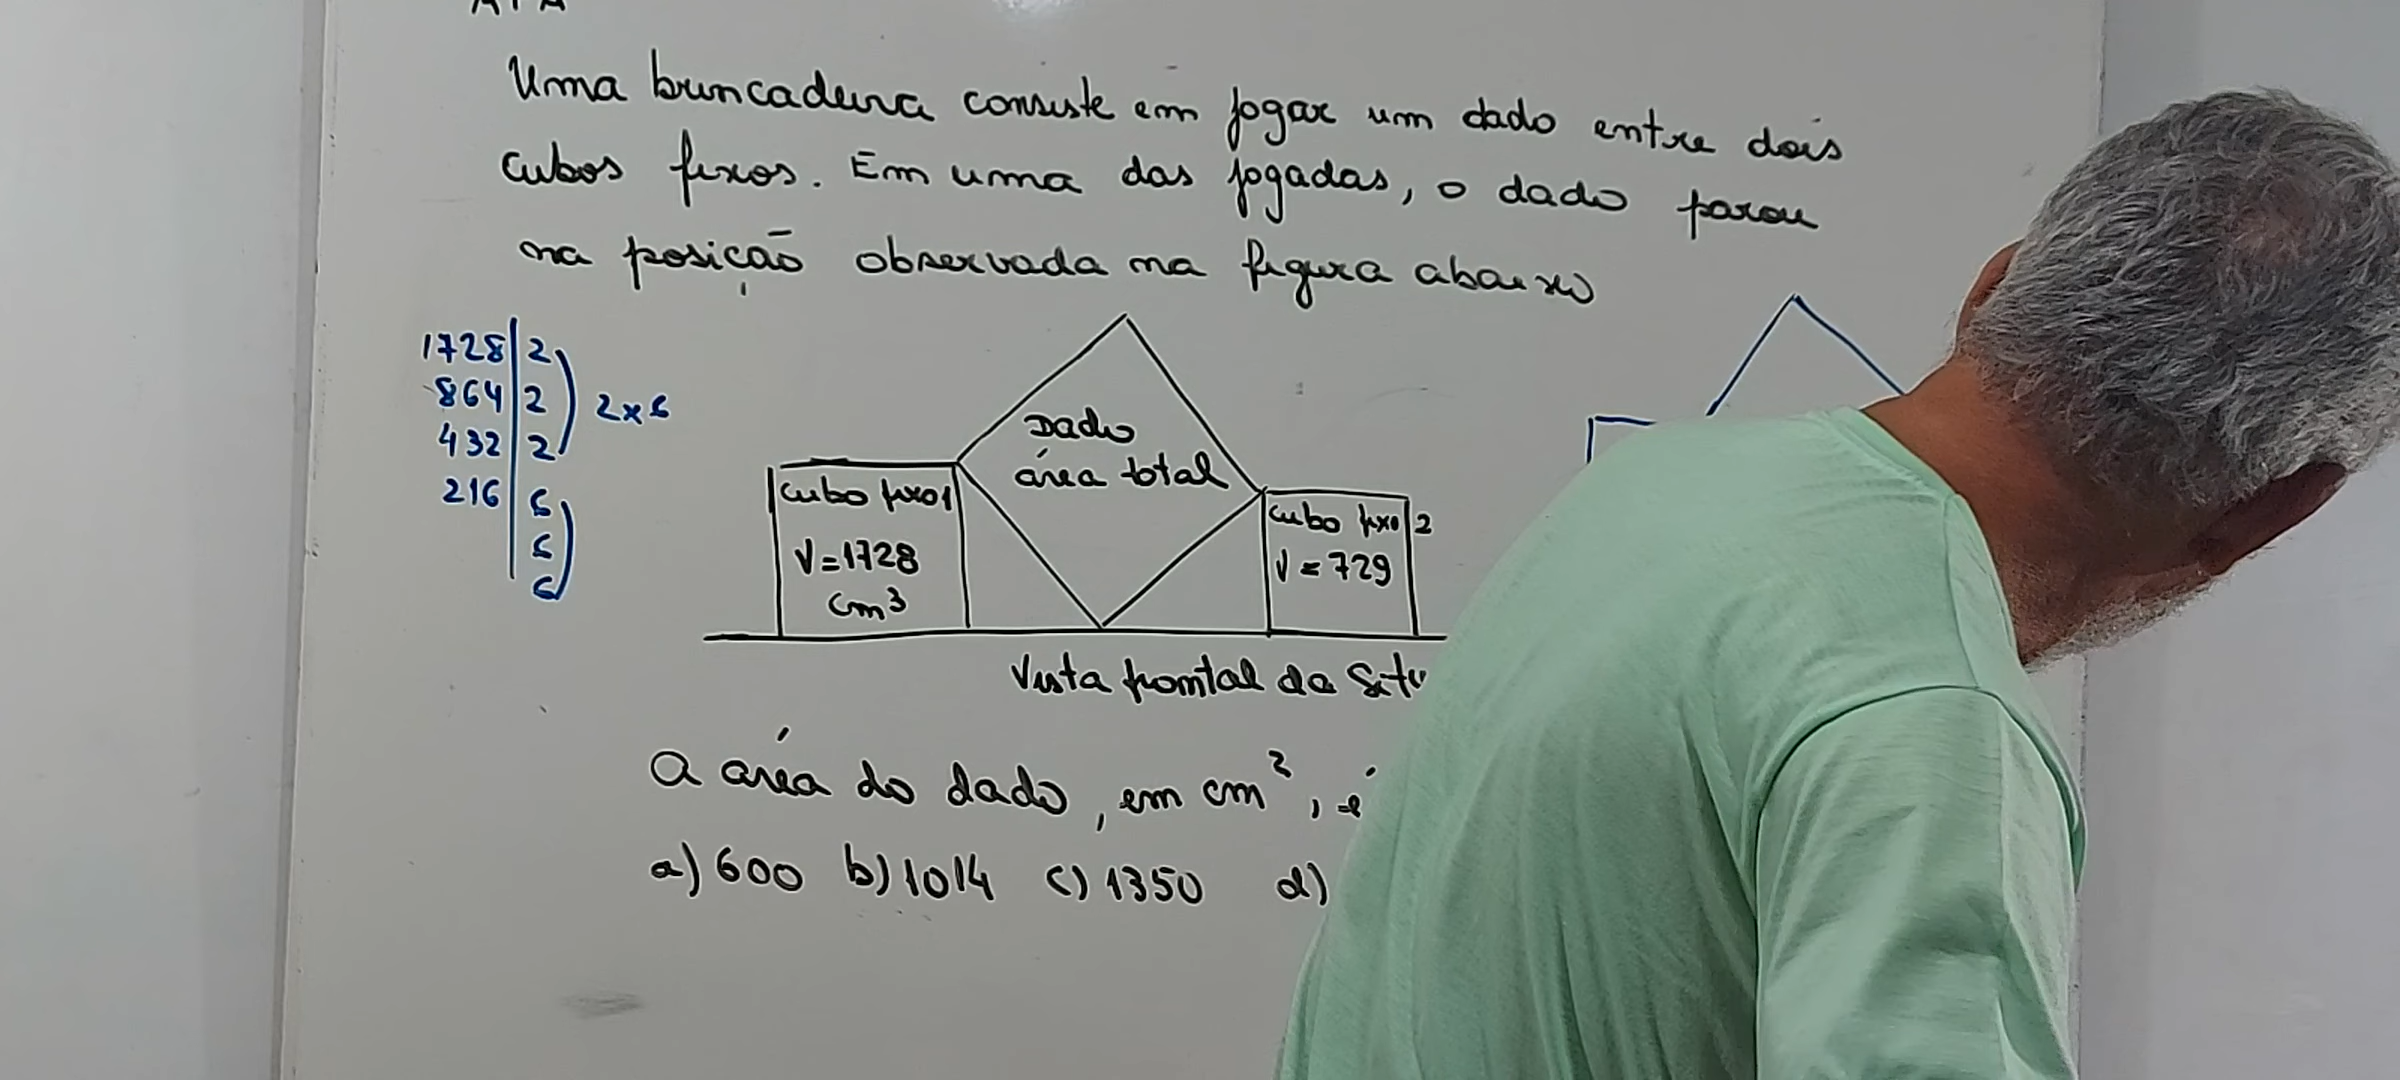 Uma brincadeira consiste em jogar um dado entre dois
cubos fixos. Em uma das jogadas, o dado parou
na posição observada na figura abaixo
1728 2
864 2 2x6
432 2
216 6
6
6
Dado
área total
Cubo fixo 1
V=1728
cm³
Cubo fixo 2
V = 729
Vista frontal da
A área do dado, em cm², é
a) 600 b) 1014 c) 1350 d)